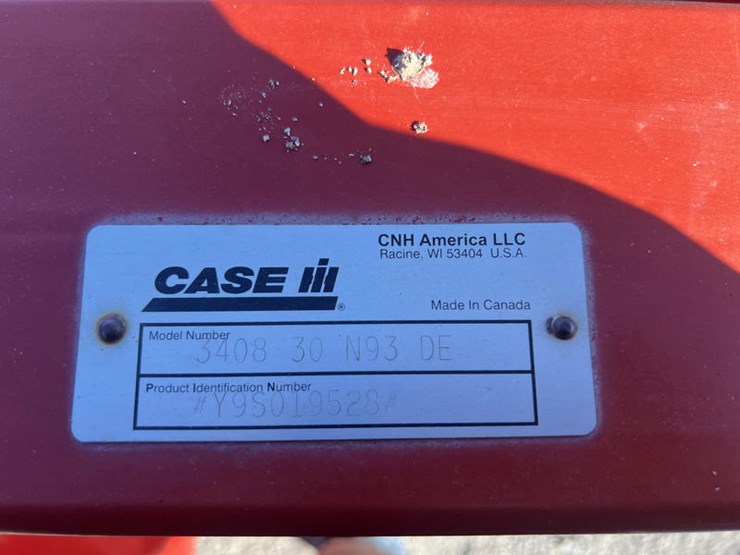 CNH America LLC
Racine, WI 53404 U.S.A.
CASE IH
®
Made In Canada
Model Number
3408 30 N93 DE
Product Identification Number
#Y9S019528#